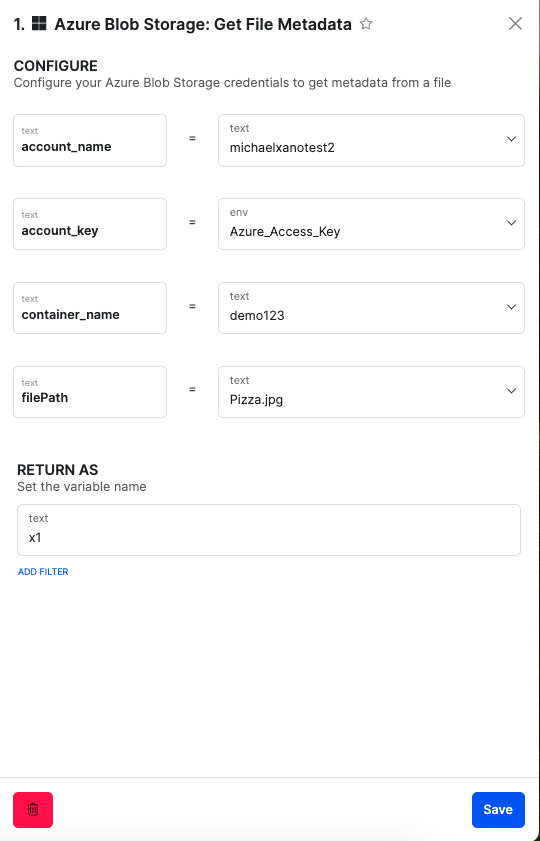 1. Azure Blob Storage: Get File Metadata
CONFIGURE
Configure your Azure Blob Storage credentials to get metadata from a file
text
account_name
=
text
michaelxanotest2
text
account_key
=
env
Azure_Access_Key
text
container_name
=
text
demo123
text
filePath
=
text
Pizza.jpg
RETURN AS
Set the variable name
text
x1
ADD FILTER
Save